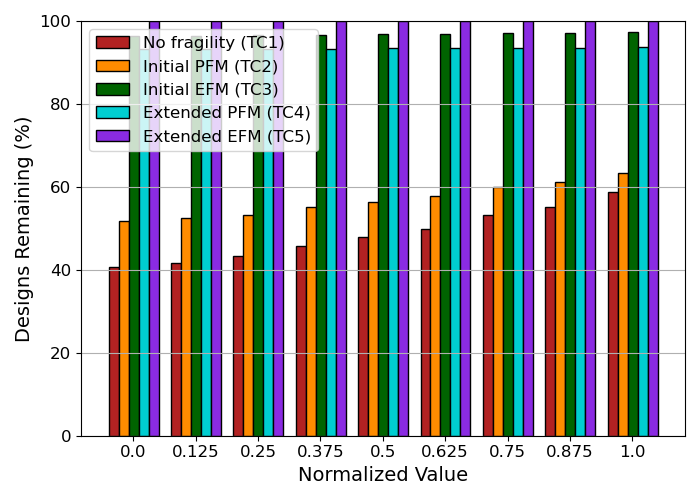 100
80
60
40
20
0
Designs Remaining (%)
No fragility (TC1)
Initial PFM (TC2)
Initial EFM (TC3)
Extended PFM (TC4)
Extended EFM (TC5)
0.0 0.125 0.25 0.375 0.5 0.625 0.75 0.875 1.0
Normalized Value